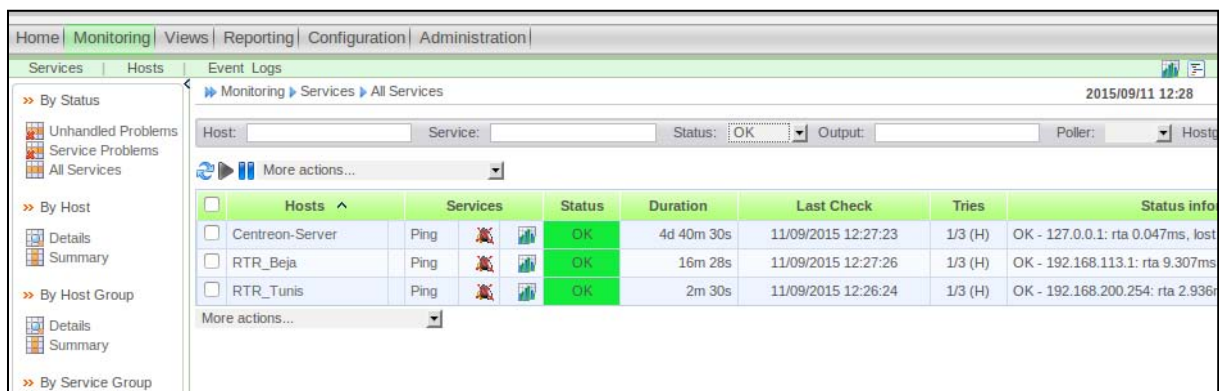 Home Monitoring Views Reporting Configuration Administration
Services | Hosts | Event Logs
Monitoring Services All Services 2015/09/11 12:28
» By Status
Unhandled Problems
Service Problems
All Services
» By Host
Details
Summary
» By Host Group
Details
Summary
» By Service Group
Host: Service: Status: OK Output: Poller:
More actions...
Hosts Services Status Duration Last Check Tries
Centreon-Server Ping OK 4d 40m 30s 11/09/2015 12:27:23 1/3 (H) OK - 127.0.0.1: rta 0.047ms, lost
RTR_Beja Ping OK 16m 28s 11/09/2015 12:27:26 1/3 (H) OK - 192.168.113.1: rta 9.307ms
RTR_Tunis Ping OK 2m 30s 11/09/2015 12:26:24 1/3 (H) OK - 192.168.200.254: rta
More actions...